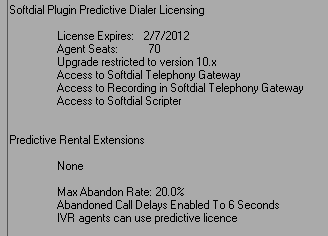 Softdial Plugin Predictive Dialer Licensing
License Expires: 2/7/2012
Agent Seats: 70
Upgrade restricted to version 10.x
Access to Softdial Telephony Gateway
Access to Recording in Softdial Telephony Gateway
Access to Softdial Scripter
Predictive Rental Extensions
None
Max Abandon Rate: 20.0%
Abandoned Call Delays Enabled To 6 Seconds
IVR agents can use predictive licence